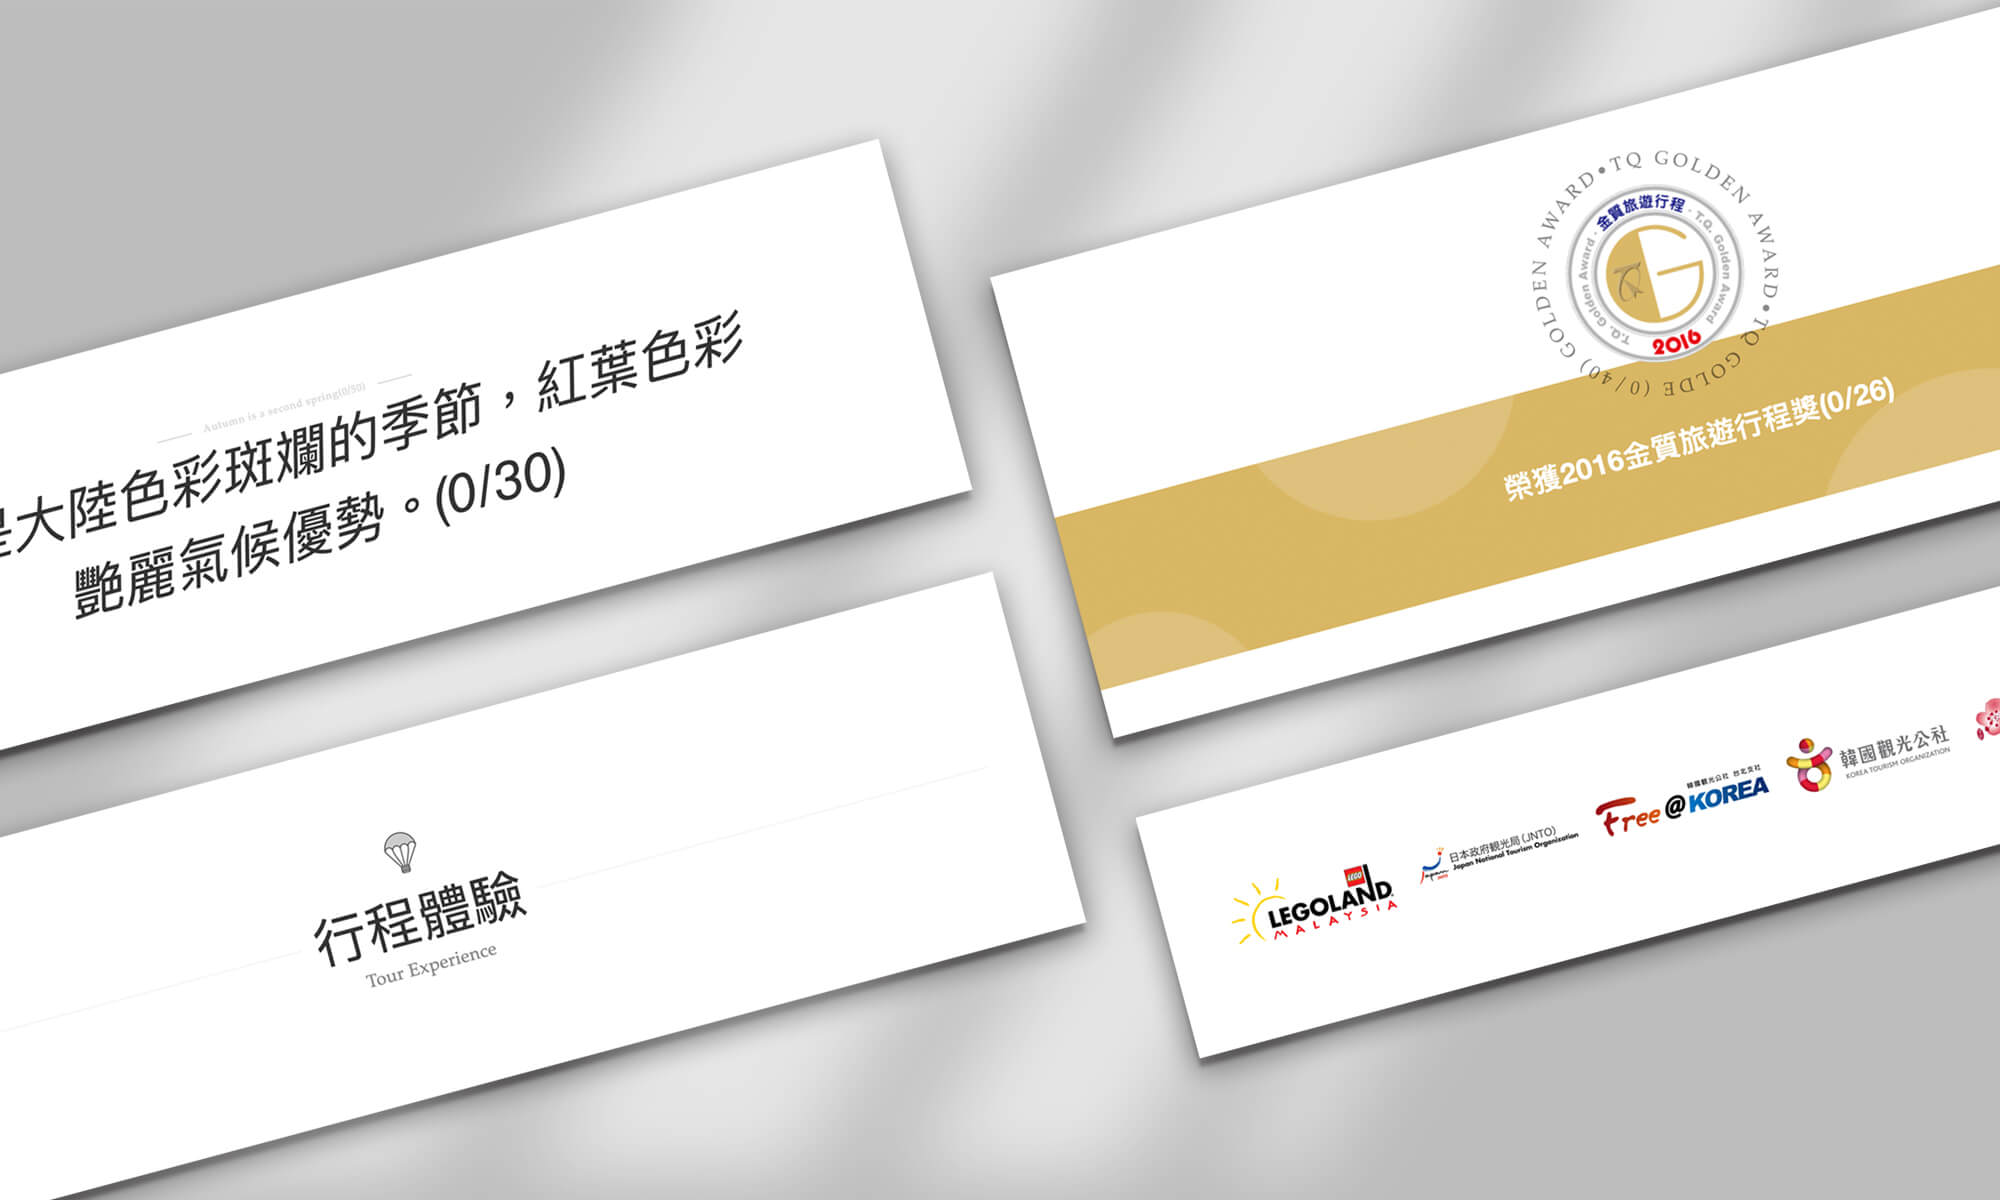 Autumn is a second spring(0/50)
是大陸色彩斑斕的季節，紅葉色彩
艷麗氣候優勢。(0/30)
行程體驗
Tour Experience
GOLDEN AWARD•TQ GOLDEN AWARD•TQ GOLDE (0/40)
金質旅遊行程
T.Q. Golden Award
T.Q. Golden Award
G
2016
榮獲2016金質旅遊行程獎(0/26)
LEGO
LEGOLAND
MALAYSIA
Japan
日本政府観光局 (JNTO)
Japan National Tourism Organization
韓國觀光公社 台北支社
Free @ KOREA
韓國觀光公社
KOREA TOURISM ORGANIZATION